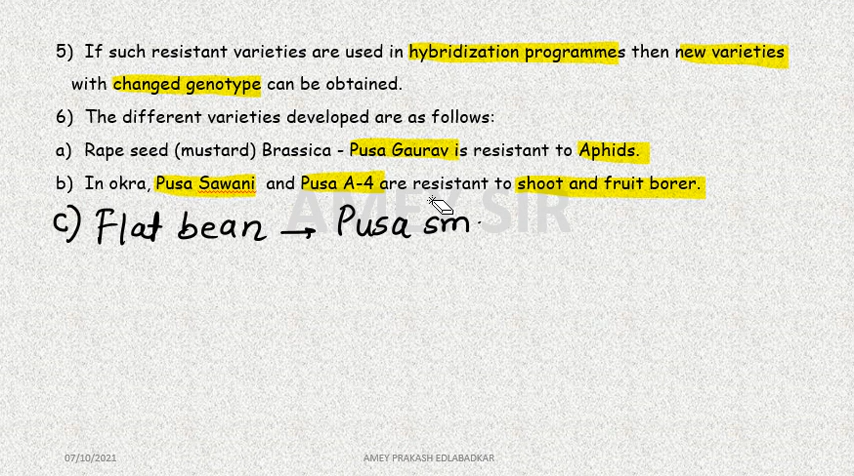 5) If such resistant varieties are used in hybridization programmes then new varieties
with changed genotype can be obtained.
6) The different varieties developed are as follows:
a) Rape seed (mustard) Brassica - Pusa Gaurav is resistant to Aphids.
b) In okra, Pusa Sawani and Pusa A-4 are resistant to shoot and fruit borer.
AMEY SIR
c) Flat bean → Pusa sm
07/10/2021
AMEY PRAKASH EDLABADKAR